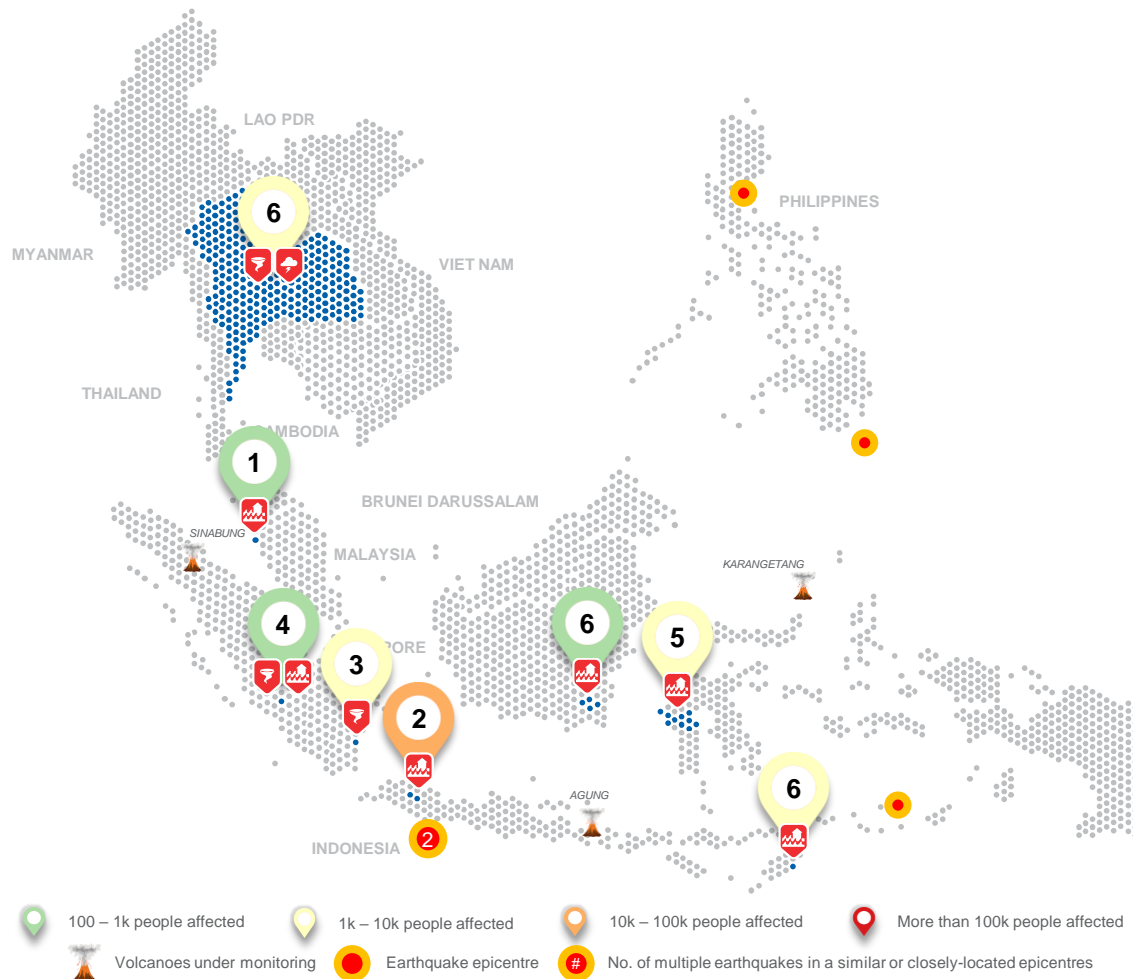 LAO PDR
6
PHILIPPINES
MYANMAR
VIET NAM
THAILAND
AMBODIA
1
BRUNEI DARUSSALAM
SINABUNG
MALAYSIA
KARANGETANG
4
6
5
PORE
3
2
AGUNG
6
INDONESIA
2
100 – 1k people affected
1k – 10k people affected
10k – 100k people affected
More than 100k people affected
Volcanoes under monitoring
Earthquake epicentre
#
No. of multiple earthquakes in a similar or closely-located epicentres